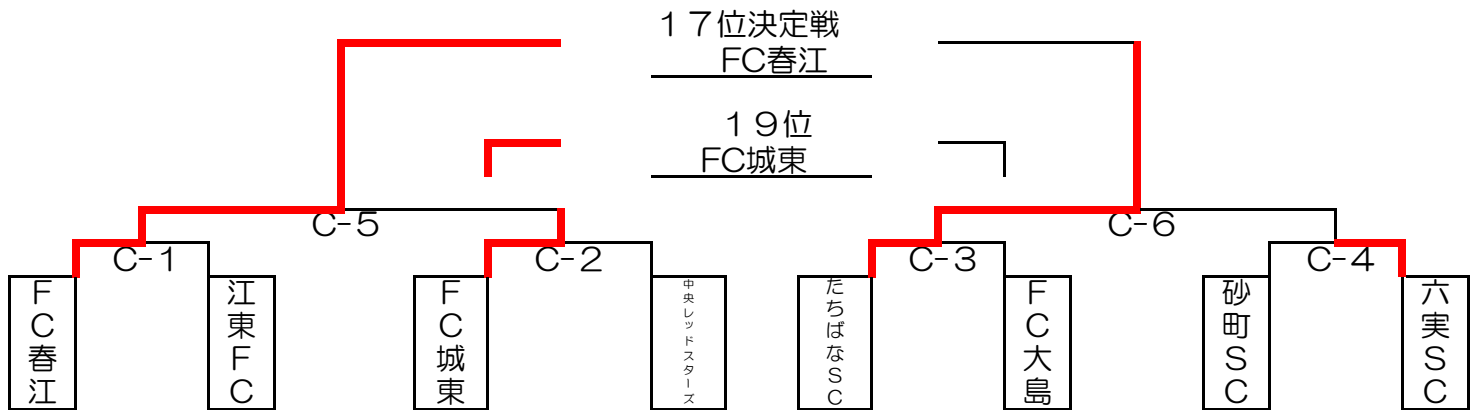 １７位決定戦
FC春江
１９位
FC城東
C-5
C-6
C-1
C-2
C-3
C-4
FC春江
江東FC
FC城東
中央レッドスターズ
たちばなSC
FC大島
砂町SC
六実SC